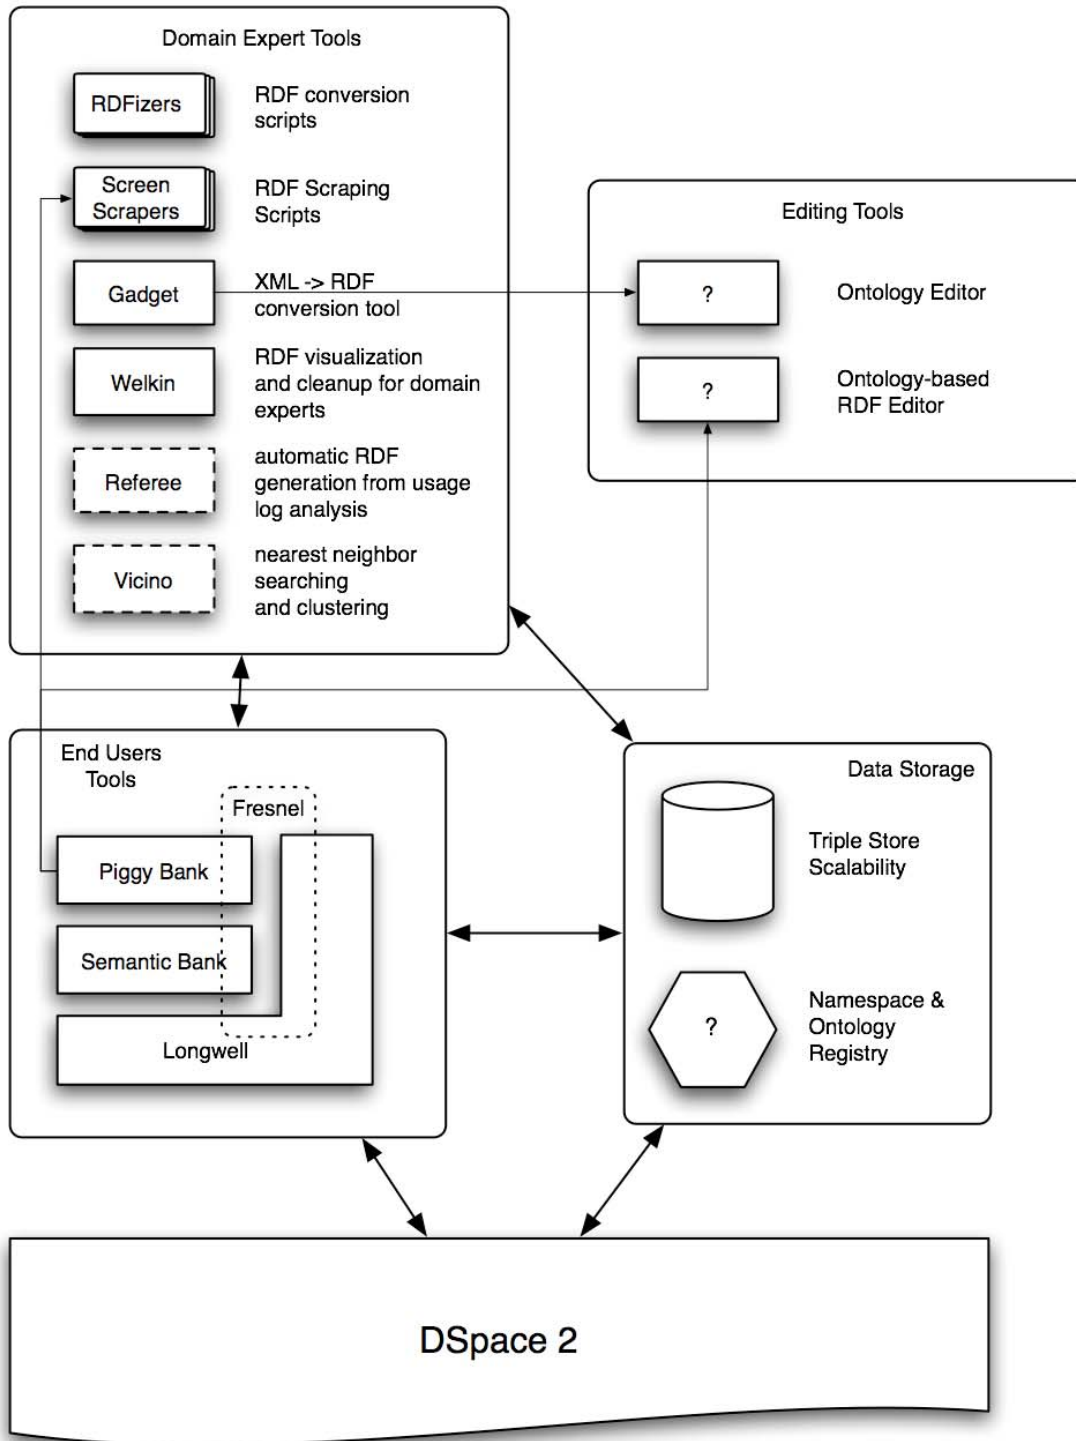 Domain Expert Tools
RDFizers
RDF conversion
scripts
Screen
Scrapers
RDF Scraping
Scripts
Gadget
XML -> RDF
conversion tool
Welkin
RDF visualization
and cleanup for domain
experts
Referee
automatic RDF
generation from usage
log analysis
Vicino
nearest neighbor
searching
and clustering
Editing Tools
?
Ontology Editor
?
Ontology-based
RDF Editor
End Users
Tools
Fresnel
Piggy Bank
Semantic Bank
Longwell
Data Storage
Triple Store
Scalability
?
Namespace &
Ontology
Registry
DSpace 2